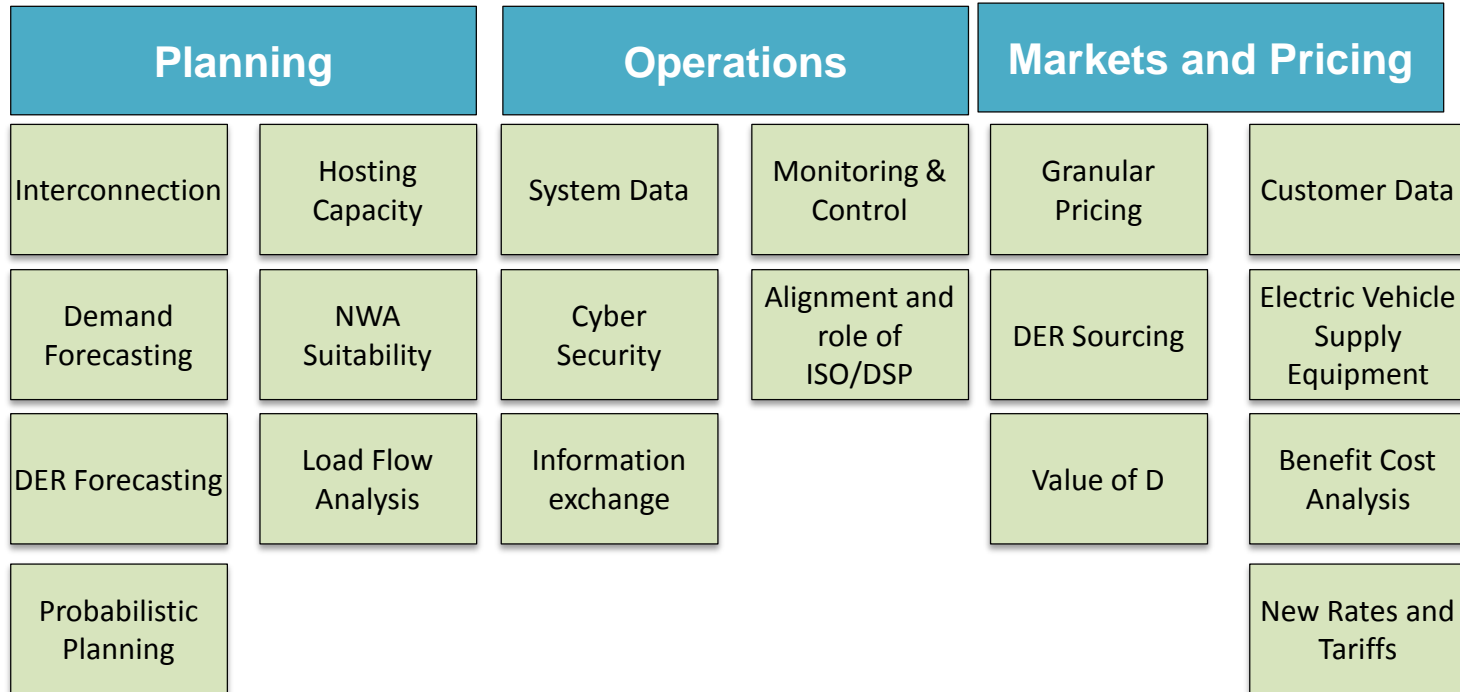 Planning
Operations
Markets and Pricing
Interconnection
Hosting
Capacity
System Data
Monitoring &
Control
Granular
Pricing
Customer Data
Demand
Forecasting
NWA
Suitability
Cyber
Security
Alignment and
role of
ISO/DSP
DER Sourcing
Electric Vehicle
Supply
Equipment
DER Forecasting
Load Flow
Analysis
Information
exchange
Value of D
Benefit Cost
Analysis
Probabilistic
Planning
New Rates and
Tariffs